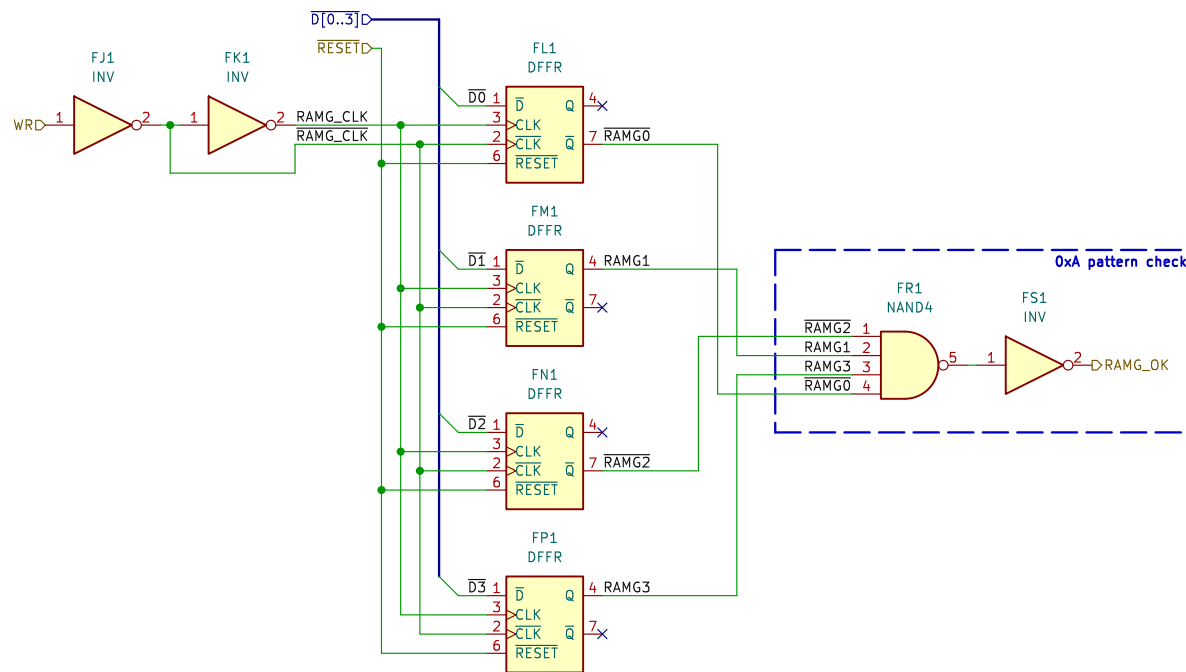 D[0..3]
RESET
FJ1
INV
FK1
INV
WR
1
2
1
2
RAMG_CLK
RAMG_CLK
FL1
DFFR
D0
1
3
2
6
D
CLK
CLK
RESET
Q
Q
4
7
RAMG0
FM1
DFFR
D1
1
3
2
6
D
CLK
CLK
RESET
Q
Q
4
7
RAMG1
FN1
DFFR
D2
1
3
2
6
D
CLK
CLK
RESET
Q
Q
4
7
RAMG2
FP1
DFFR
D3
1
3
2
6
D
CLK
CLK
RESET
Q
Q
4
7
RAMG3
0xA pattern check
FR1
NAND4
RAMG2 1
RAMG1 2
RAMG3 3
RAMG0 4
5
FS1
INV
1
2
RAMG_OK